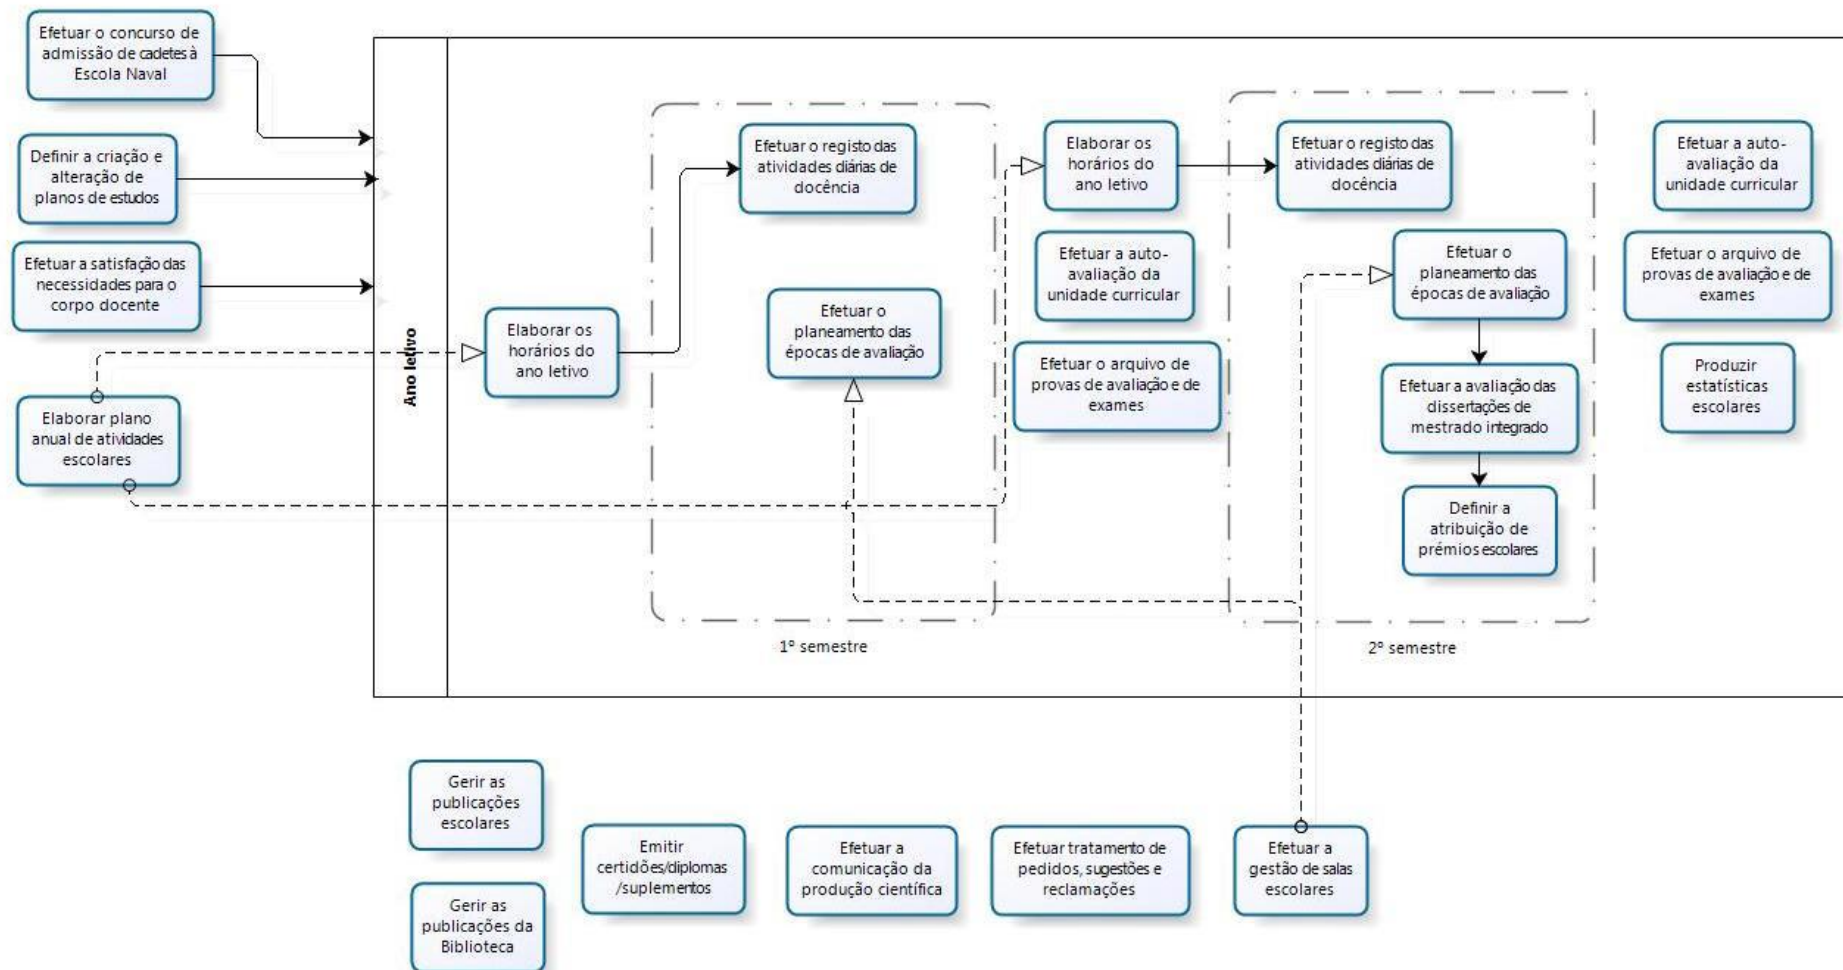 Efetuar o concurso de
admissão de cadetes à
Escola Naval
Definir a criação e
alteração de
planos de estudos
Efetuar a satisfação das
necessidades para o
corpo docente
Elaborar plano
anual de atividades
escolares
Ano letivo
Elaborar os
horários do
ano letivo
Efetuar o registo das
atividades diárias de
docência
Efetuar o
planeamento das
épocas de avaliação
1º semestre
Elaborar os
horários do
ano letivo
Efetuar a auto-
avaliação da
unidade curricular
Efetuar o arquivo de
provas de avaliação e de
exames
Efetuar o registo das
atividades diárias de
docência
Efetuar o
planeamento das
épocas de avaliação
Efetuar a avaliação das
dissertações de
mestrado integrado
Definir a
atribuição de
prémios escolares
2º semestre
Efetuar a auto-
avaliação da
unidade curricular
Efetuar o arquivo de
provas de avaliação e de
exames
Produzir
estatísticas
escolares
Gerir as
publicações
escolares
Gerir as
publicações da
Biblioteca
Emitir
certidões/diplomas
/suplementos
Efetuar a
comunicação da
produção científica
Efetuar tratamento de
pedidos, sugestões e
reclamações
Efetuar a
gestão de salas
escolares